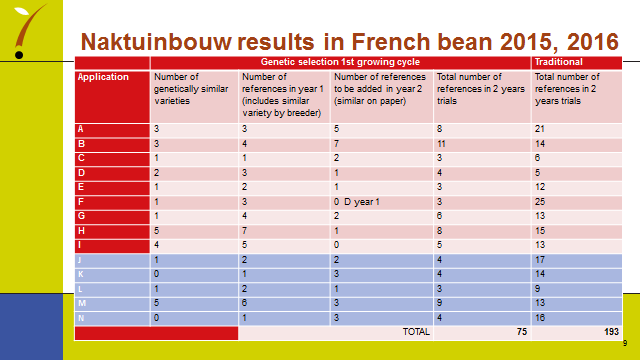 Naktuinbouw results in French bean 2015, 2016
Genetic selection 1st growing cycle Traditional
Application Number of genetically similar varieties Number of references in year 1 (includes similar variety by breeder) Number of references to be added in year 2 (similar on paper) Total number of references in 2 years trials Total number of references in 2 years trials
A 3 3 5 8 21
B 3 4 7 11 14
C 1 1 2 3 6
D 2 3 1 4 5
E 1 2 1 3 12
F 1 3 0 D year 1 3 25
G 1 4 2 6 13
H 5 7 1 8 15
I 4 5 0 5 13
J 1 2 2 4 17
K 0 1 3 4 14
L 1 2 1 3 9
M 5 6 3 9 13
N 0 1 3 4 16
TOTAL 75 193
9